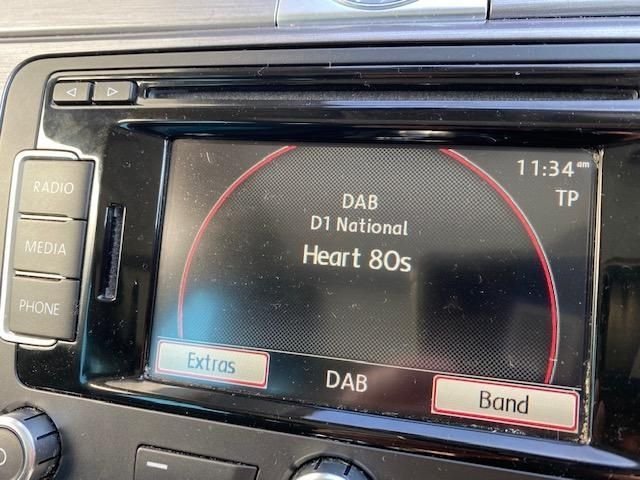 RADIO
MEDIA
PHONE
11:34 am
TP
DAB
D1 National
Heart 80s
Extras
DAB
Band